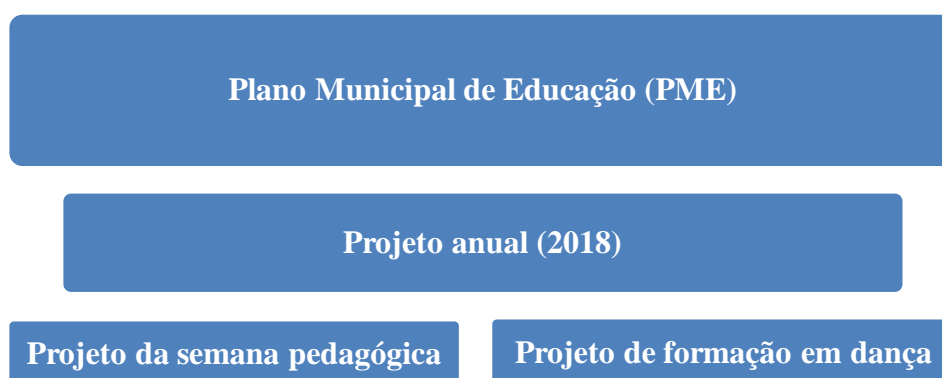 Plano Municipal de Educação (PME)
Projeto anual (2018)
Projeto da semana pedagógica
Projeto de formação em dança